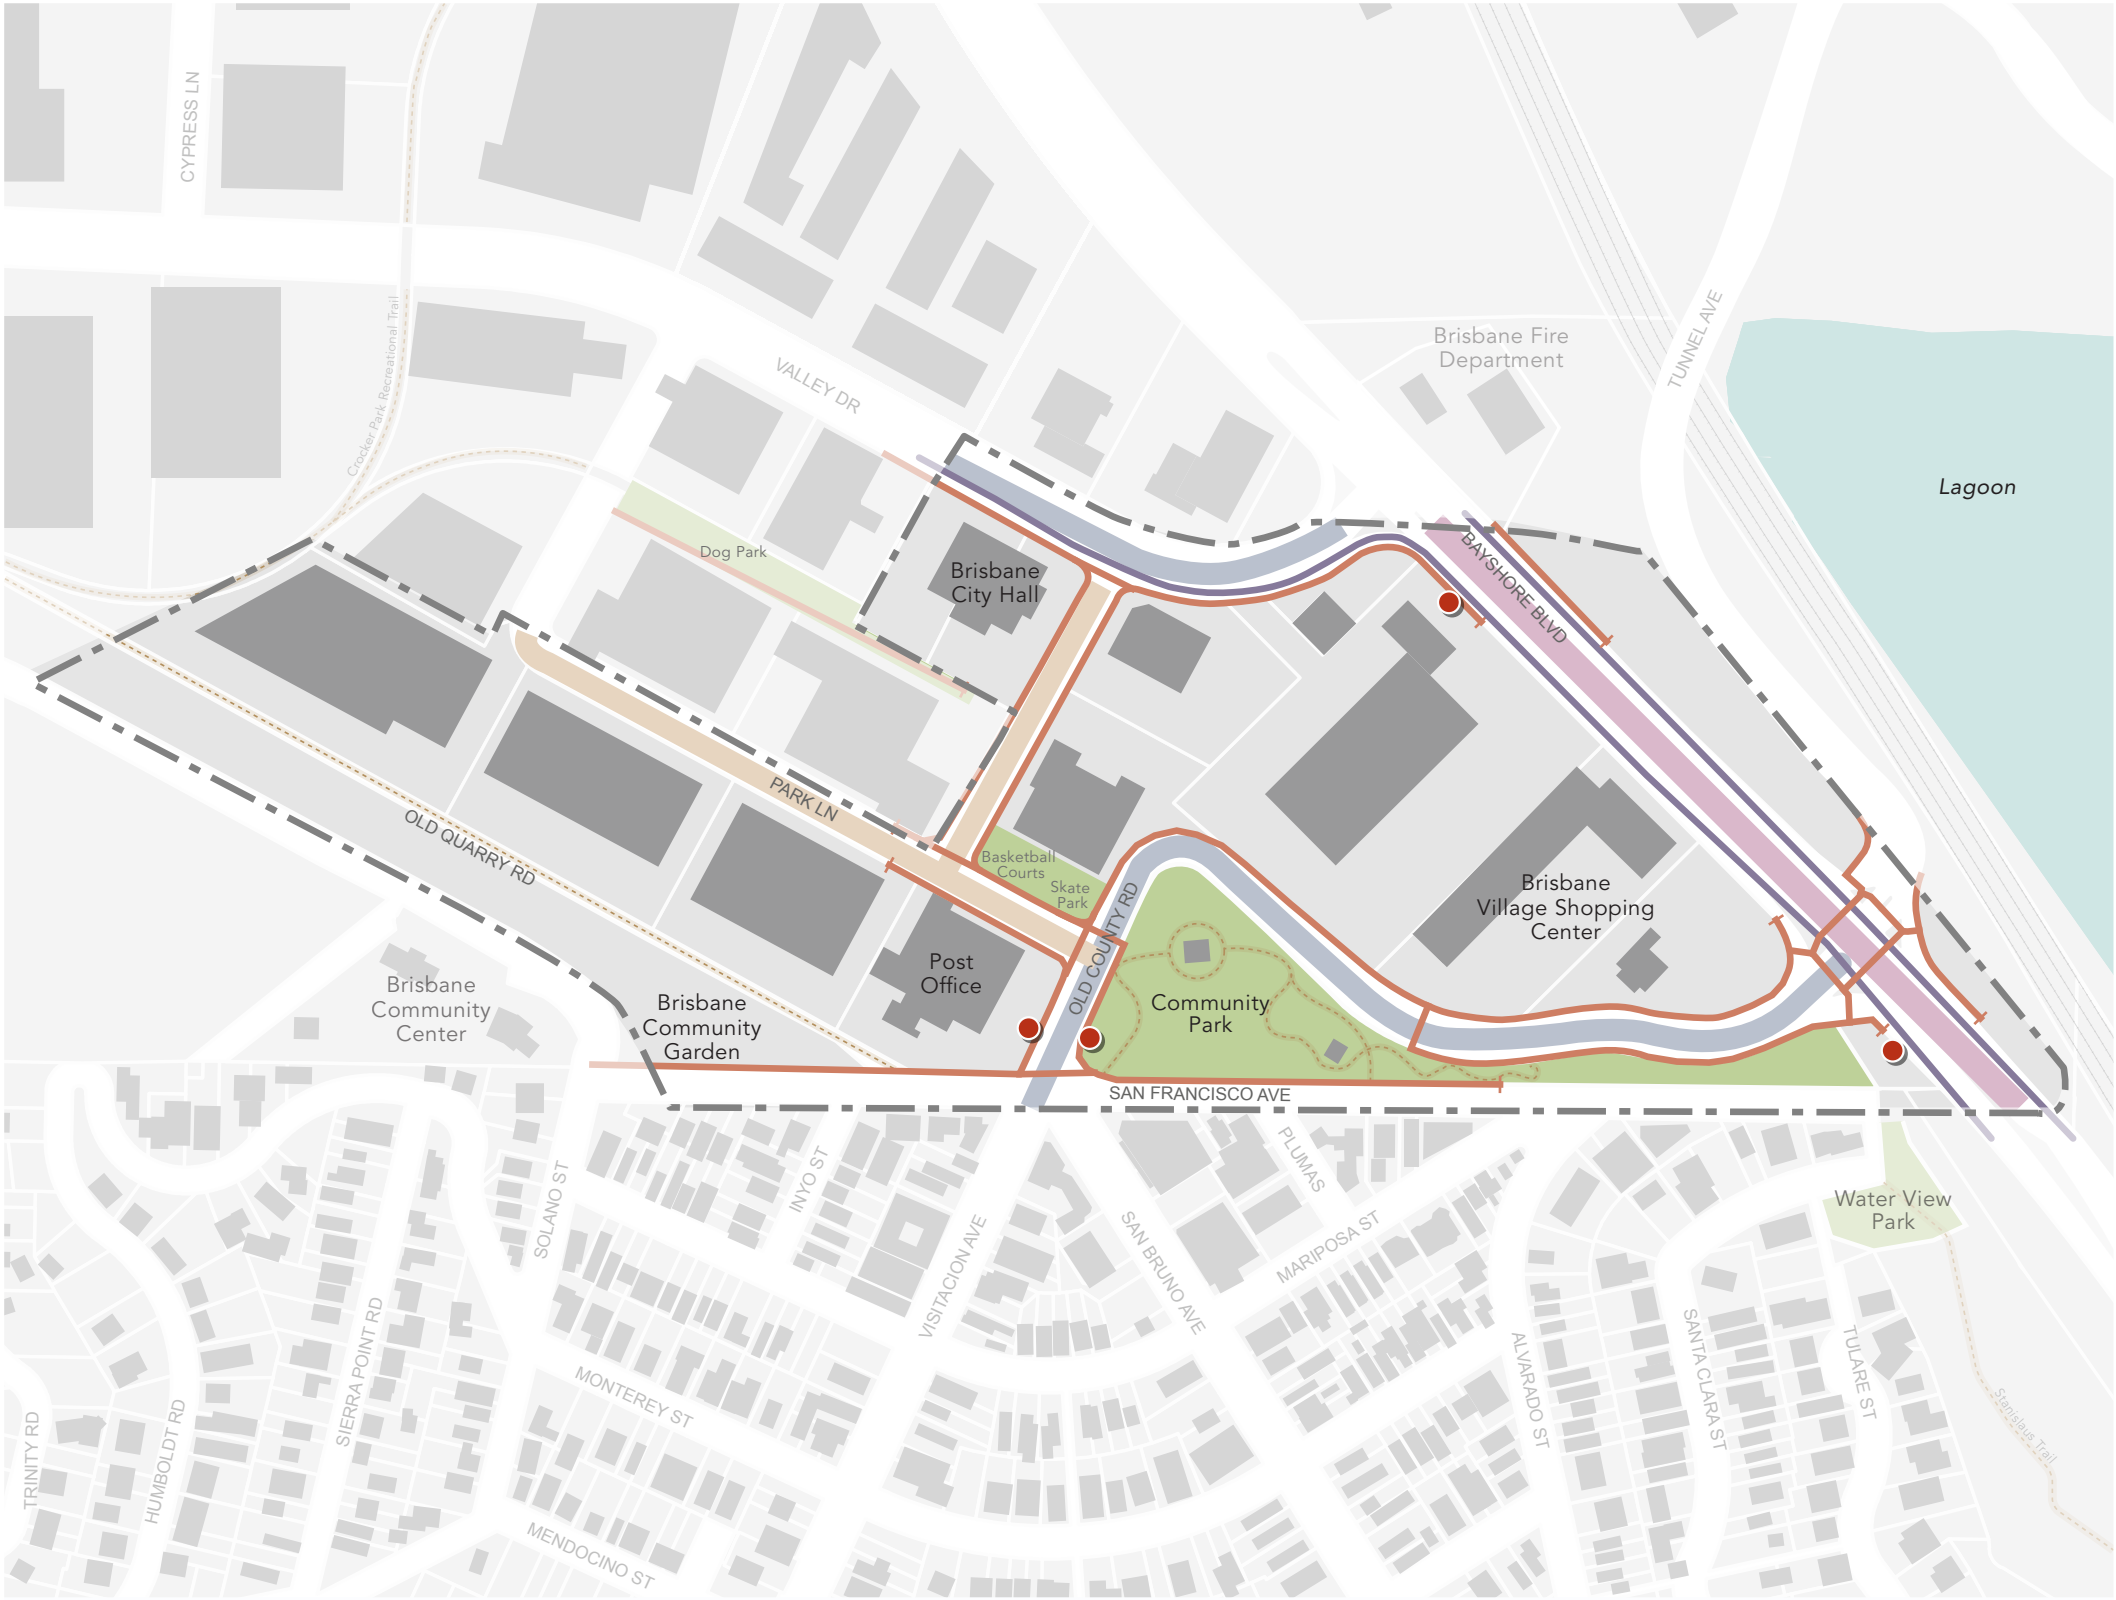 CYPRESS LN
Crocker Park Recreational Trail
VALLEY DR
Brisbane Fire
Department
TUNNEL AVE
Lagoon
Dog Park
Brisbane
City Hall
BAYSHORE BLVD
PARK LN
OLD QUARRY RD
Basketball
Courts
Skate
Park
OLD COUNTY RD
Brisbane
Village Shopping
Center
Post
Office
Brisbane
Community
Center
Brisbane
Community
Garden
Community
Park
SAN FRANCISCO AVE
SOLANO ST
INYO ST
VISITACION AVE
SAN BRUNO AVE
PLUMAS
MARIPOSA ST
Water View
Park
SIERRA POINT RD
MONTEREY ST
ALVARADO ST
SANTA CLARA ST
TULARE ST
Stanislaus Trail
TRINITY RD
HUMBOLDT RD
MENDOCINO ST